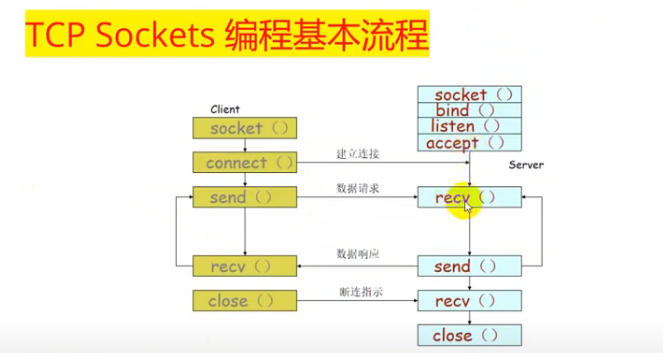 TCP Sockets 编程基本流程
Client
socket（）
connect（）
send（）
recv（）
close（）
建立连接
数据请求
数据响应
断连指示
socket（）
bind（）
listen（）
accept（）
Server
recv（）
send（）
recv（）
close（）